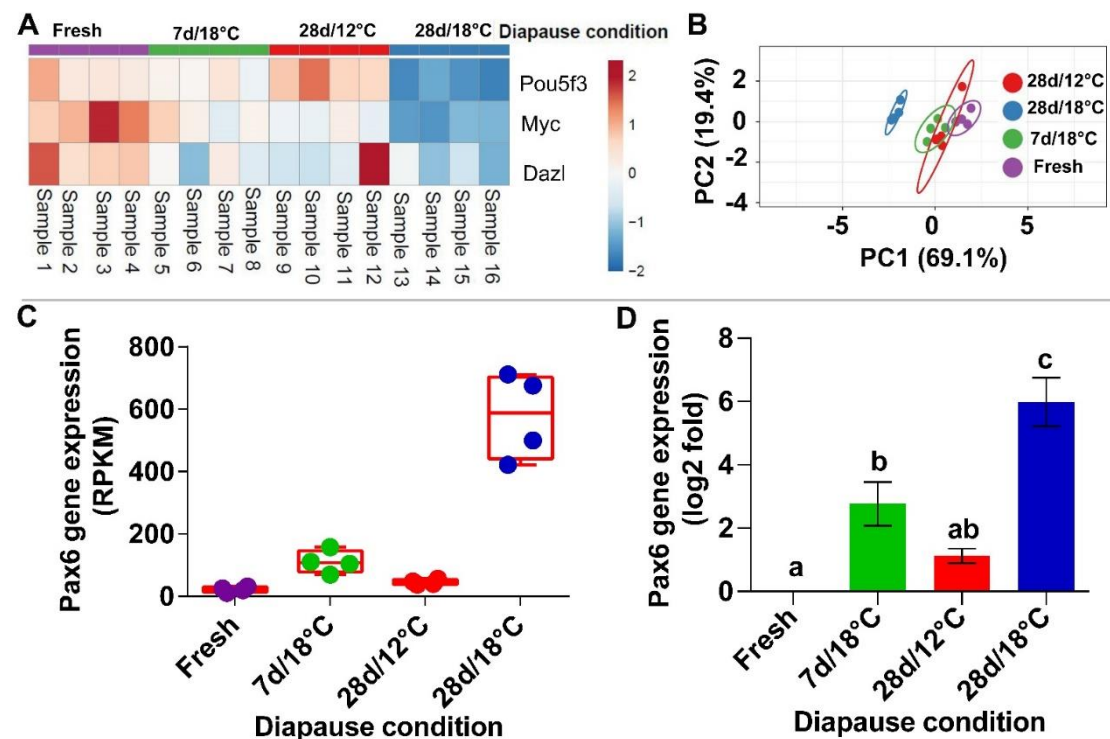 A
Fresh 7d/18°C 28d/12°C 28d/18°C Diapause condition
Pou5f3
Myc
Dazl
2
1
0
−1
−2
Sample 1
Sample 2
Sample 3
Sample 4
Sample 5
Sample 6
Sample 7
Sample 8
Sample 9
Sample 10
Sample 11
Sample 12
Sample 13
Sample 14
Sample 15
Sample 16
B
PC2 (19.4%)
2
0
-2
-4
-5 0 5
PC1 (69.1%)
28d/12°C
28d/18°C
7d/18°C
Fresh
C
Pax6 gene expression
(RPKM)
800
600
400
200
0
Fresh
7d/18°C
28d/12°C
28d/18°C
Diapause condition
D
Pax6 gene expression
(log2 fold)
8
6
4
2
0
a
b
ab
c
Fresh
7d/18°C
28d/12°C
28d/18°C
Diapause condition